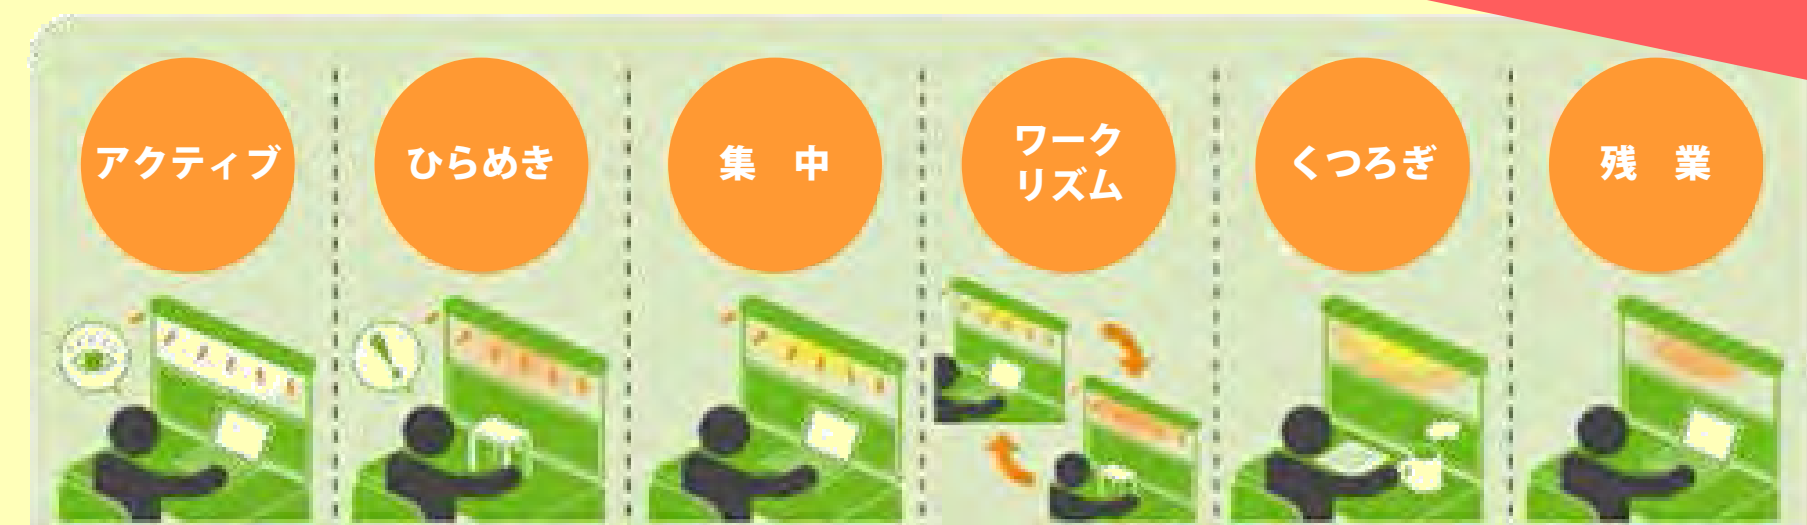 アクティブ
ひらめき
集　中
ワーク
リズム
くつろぎ
残　業